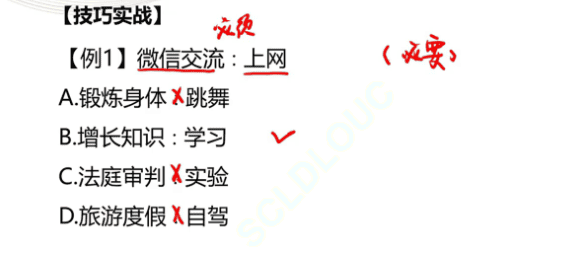 【技巧实战】
必须
【例1】微信交流：上网 （必要）
A.锻炼身体 × 跳舞
B.增长知识：学习 ✓
C.法庭审判 × 实验
D.旅游度假 × 自驾
SCLDLOUC